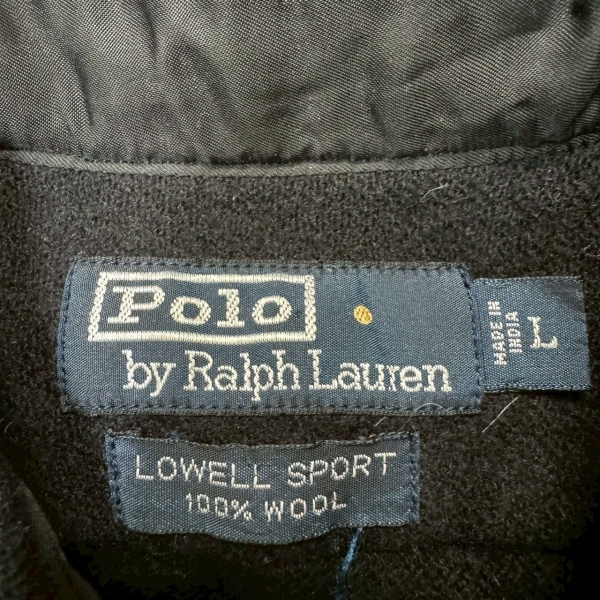 Polo
by Ralph Lauren
MADE IN
INDIA
L
LOWELL SPORT
100% WOOL